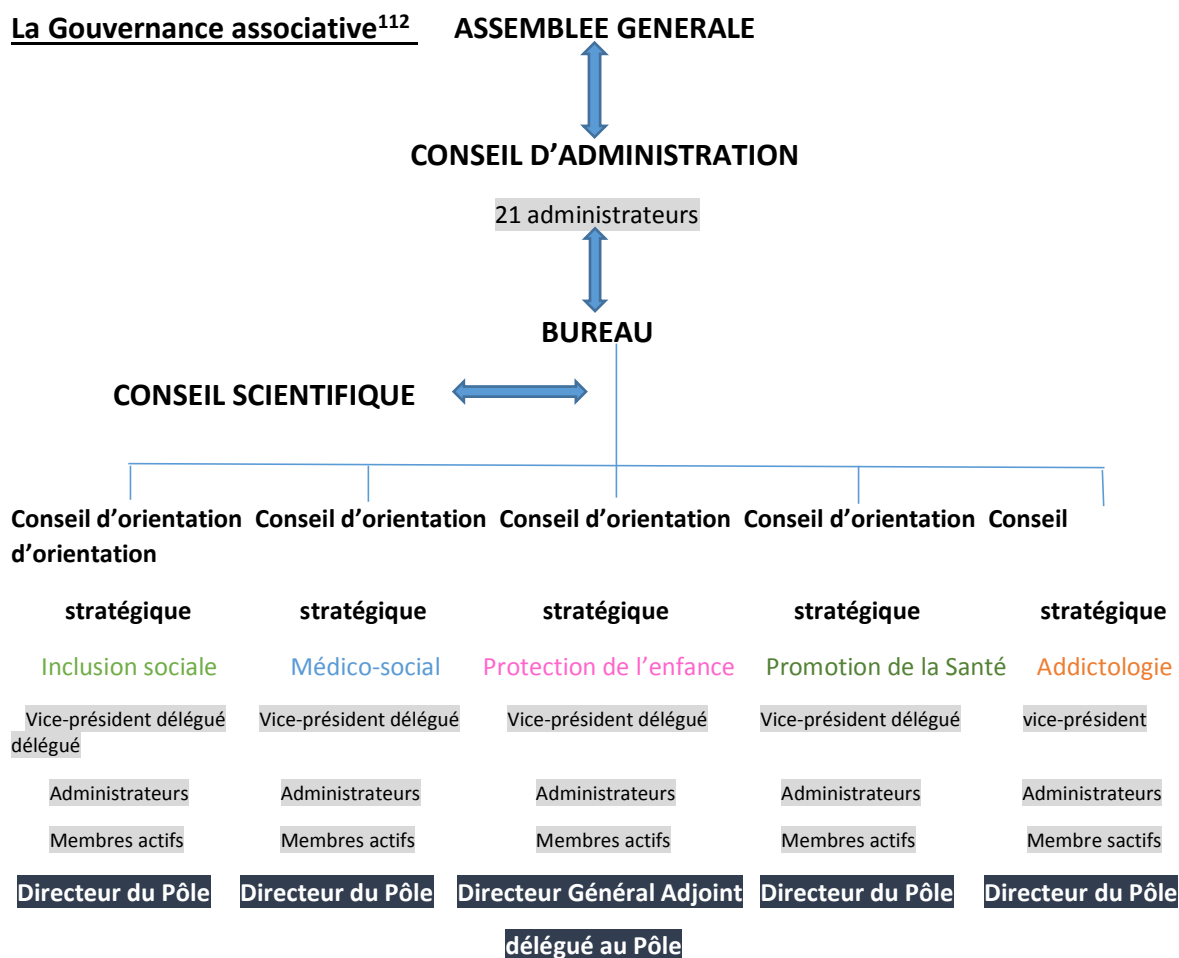 La Gouvernance associative112 ASSEMBLEE GENERALE
CONSEIL D’ADMINISTRATION
21 administrateurs
BUREAU
CONSEIL SCIENTIFIQUE
Conseil d’orientation Conseil d’orientation Conseil d’orientation Conseil d’orientation Conseil
d’orientation
stratégique stratégique stratégique stratégique stratégique
Inclusion sociale Médico-social Protection de l’enfance Promotion de la Santé Addictologie
Vice-président délégué Vice-président délégué Vice-président délégué Vice-président délégué vice-président
délégué
Administrateurs Administrateurs Administrateurs Administrateurs Administrateurs
Membres actifs Membres actifs Membres actifs Membres actifs Membre sactifs
Directeur du Pôle Directeur du Pôle Directeur Général Adjoint Directeur du Pôle Directeur du Pôle
délégué au Pôle